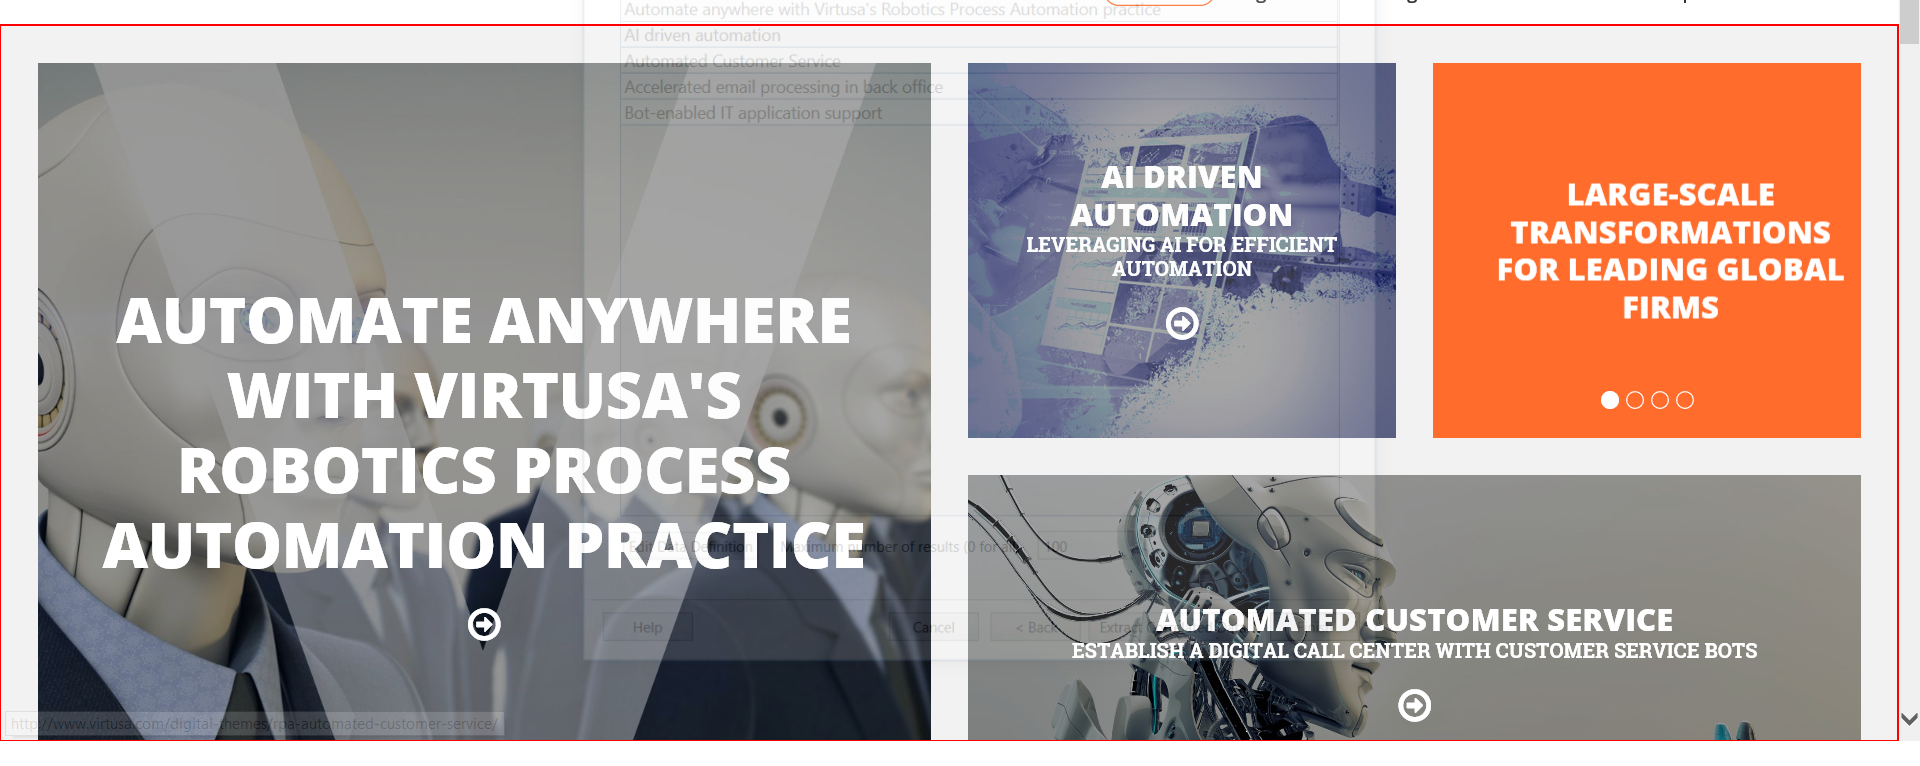 Automate anywhere with Virtusa's Robotics Process Automation practice
AI driven automation
Automated Customer Service
Accelerated email processing in back office
Bot-enabled IT application support
AUTOMATE ANYWHERE
WITH VIRTUSA'S
ROBOTICS PROCESS
AUTOMATION PRACTICE
AI DRIVEN
AUTOMATION
LEVERAGING AI FOR EFFICIENT
AUTOMATION
LARGE-SCALE
TRANSFORMATIONS
FOR LEADING GLOBAL
FIRMS
Edit Data Definition
Maximum number of results (0 for all)
100
Help
Cancel
< Back
Extract
AUTOMATED CUSTOMER SERVICE
ESTABLISH A DIGITAL CALL CENTER WITH CUSTOMER SERVICE BOTS
http://www.virtusa.com/digital-themes/rpa-automated-customer-service/